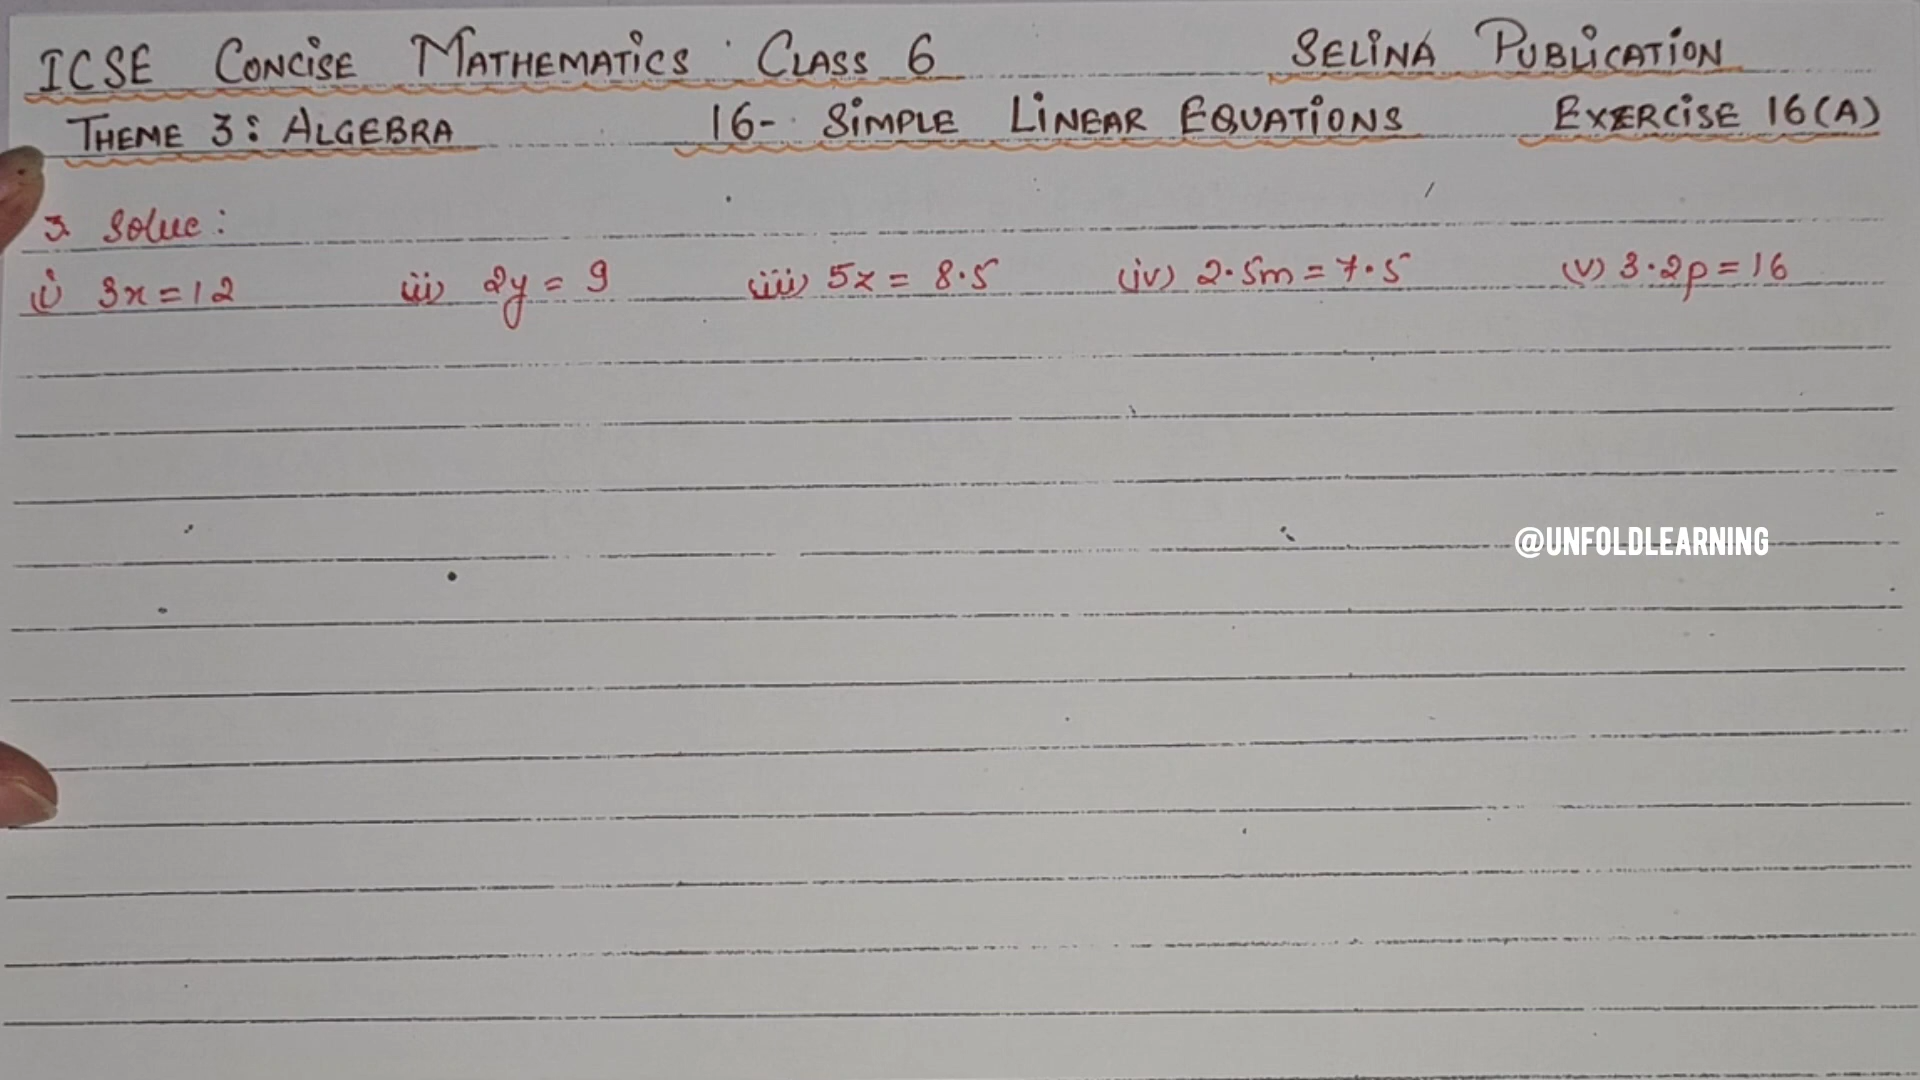 ICSE CONCISE MATHEMATICS CLASS 6 SELINA PUBLICATION
THEME 3: ALGEBRA 16- SIMPLE LINEAR EQUATIONS EXERCISE 16(A)
3. Solve:
(i) 3x = 12 (ii) 2y = 9 (iii) 5z = 8.5 (iv) 2.5m = 7.5 (v) 3.2p = 16
@UNFOLDLEARNING